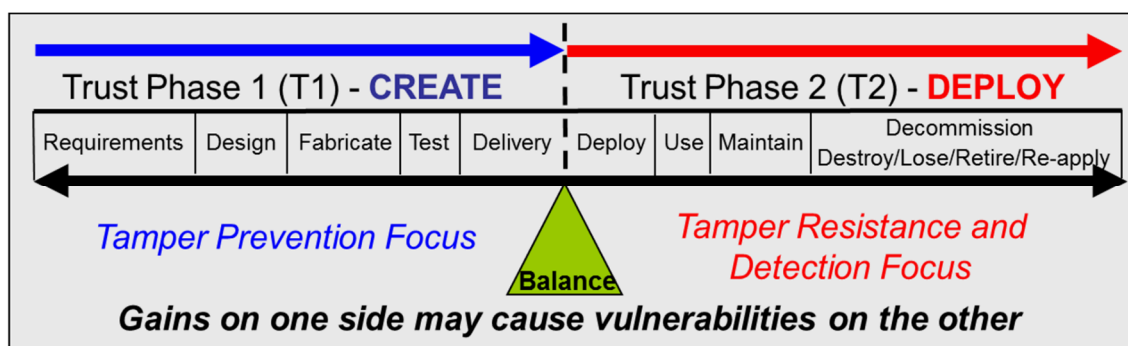 Trust Phase 1 (T1) - CREATE
Trust Phase 2 (T2) - DEPLOY
Requirements
Design
Fabricate
Test
Delivery
Deploy
Use
Maintain
Decommission
Destroy/Lose/Retire/Re-apply
Tamper Prevention Focus
Tamper Resistance and
Detection Focus
Balance
Gains on one side may cause vulnerabilities on the other